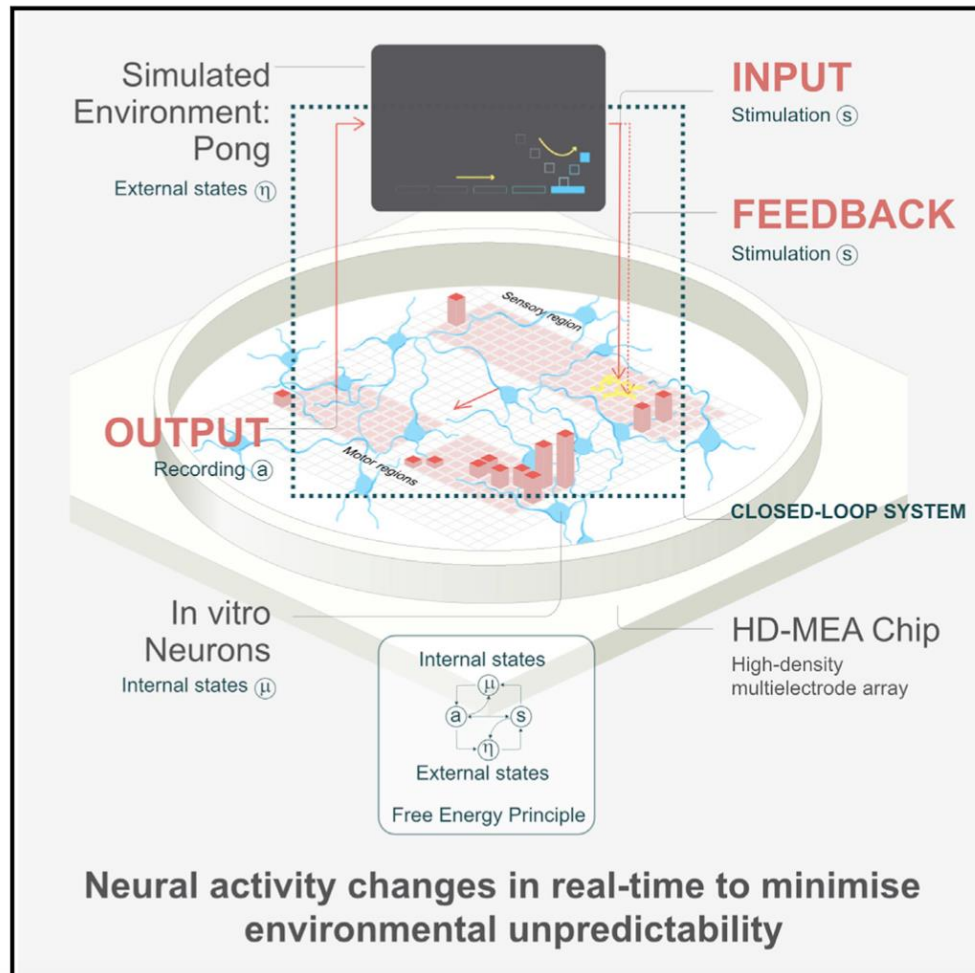 Simulated
Environment:
Pong
External states η
INPUT
Stimulation s
FEEDBACK
Stimulation s
Sensory region
OUTPUT
Recording a
Motor regions
CLOSED-LOOP SYSTEM
In vitro
Neurons
Internal states μ
HD-MEA Chip
High-density
multielectrode array
Internal states
μ
a s
η
External states
Free Energy Principle
Neural activity changes in real-time to minimise
environmental unpredictability